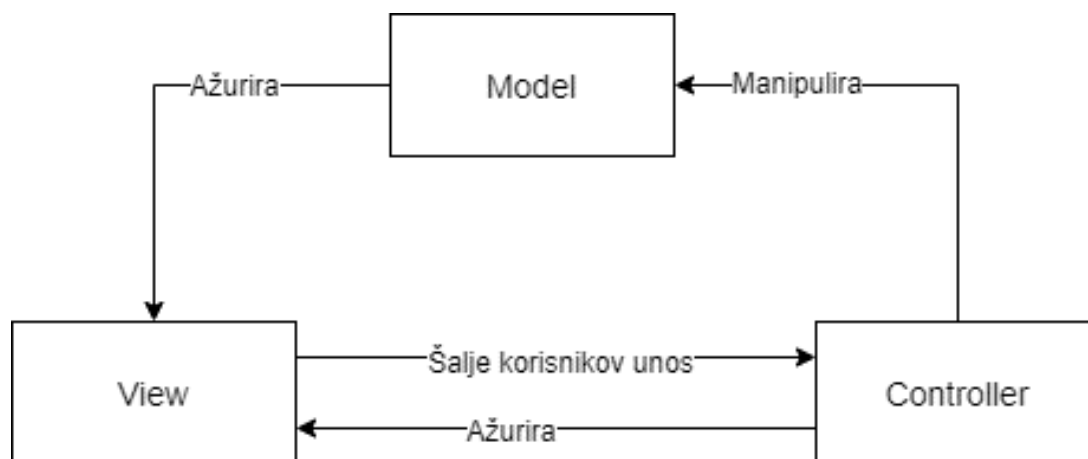 Model
Ažurira
Manipulira
View
Šalje korisnikov unos
Controller
Ažurira